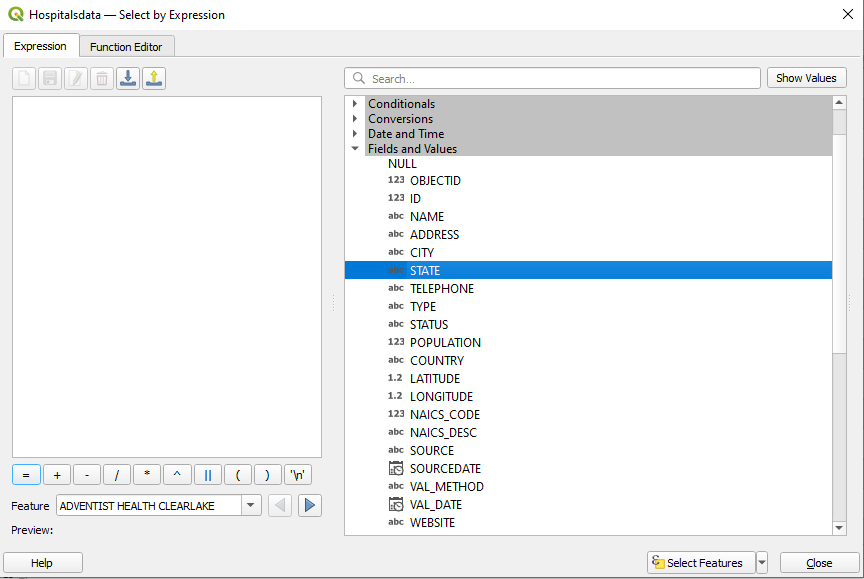 Hospitalsdata — Select by Expression
Expression
Function Editor
Search...
Show Values
Conditionals
Conversions
Date and Time
Fields and Values
NULL
123 OBJECTID
123 ID
abc NAME
abc ADDRESS
abc CITY
abc STATE
abc TELEPHONE
abc TYPE
abc STATUS
123 POPULATION
abc COUNTRY
1.2 LATITUDE
1.2 LONGITUDE
123 NAICS_CODE
abc NAICS_DESC
abc SOURCE
SOURCEDATE
abc VAL_METHOD
VAL_DATE
abc WEBSITE
= + - / * ^ || ( ) '\n'
Feature ADVENTIST HEALTH CLEARLAKE
Preview:
Help
Select Features
Close